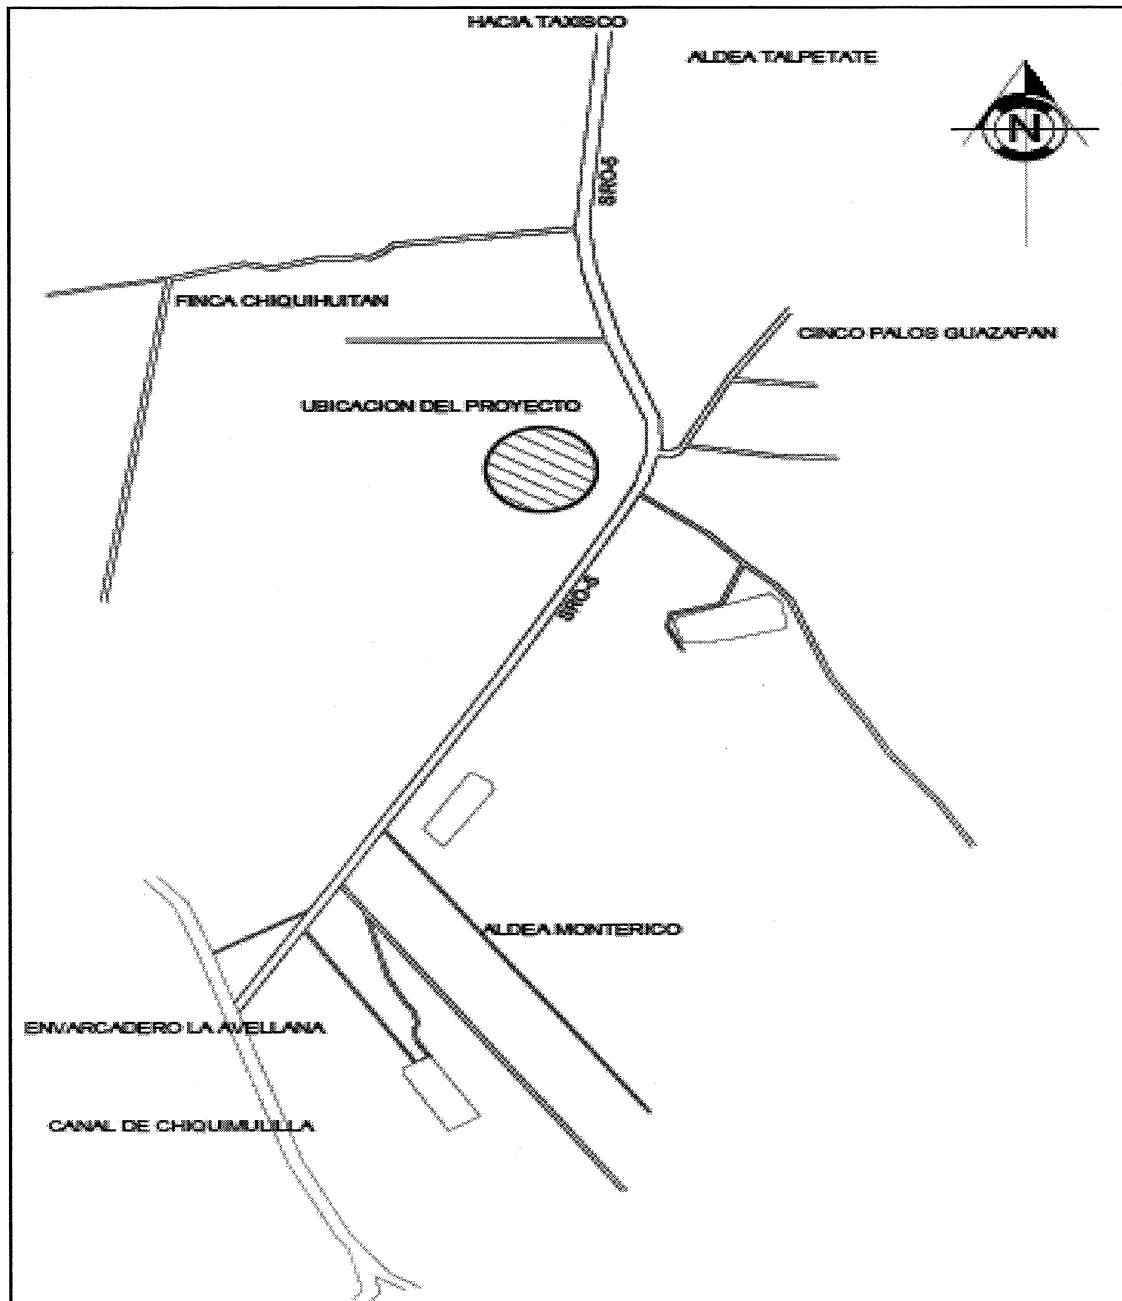 HACIA TAXISCO
ALDEA TALPETATE
N
SRO-5
FINCA CHIQUIHUITAN
CINCO PALOS GUAZAPAN
UBICACION DEL PROYECTO
SRO-5
ALDEA MONTERICO
ENVARCADERO LA AVELLANA
CANAL DE CHIQUIMULILLA